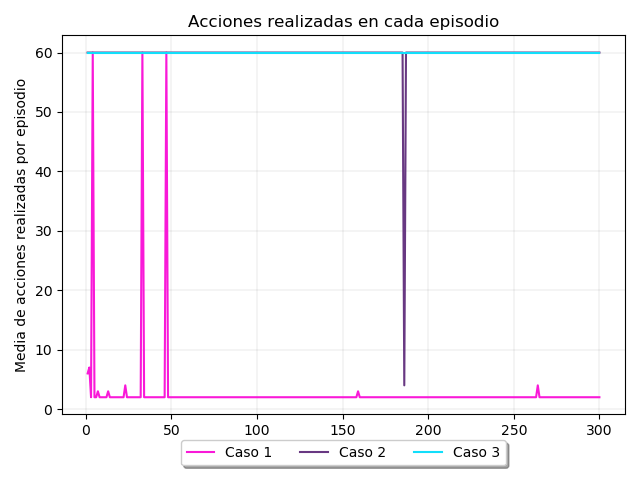 Acciones realizadas en cada episodio
Media de acciones realizadas por episodio
60
50
40
30
20
10
0
0 50 100 150 200 250 300
Caso 1 Caso 2 Caso 3